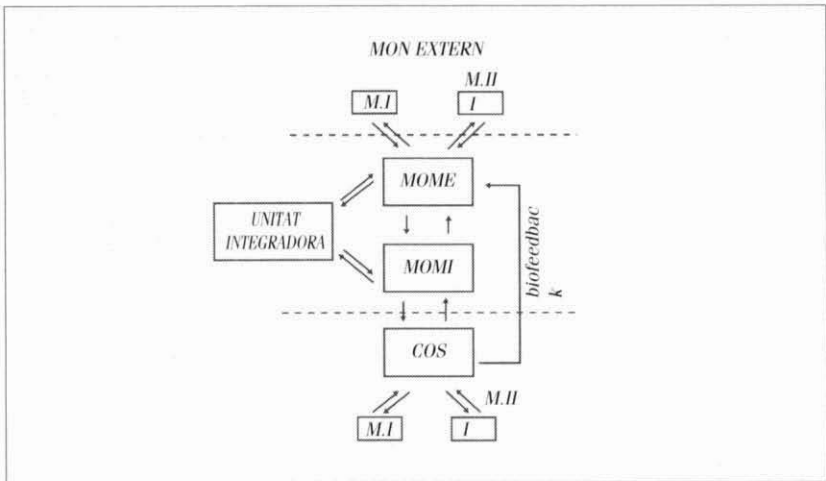 MON EXTERN
M.II
M.I
I
MOME
UNITAT
INTEGRADORA
MOMI
biofeedbac
k
COS
M.II
M.I
I